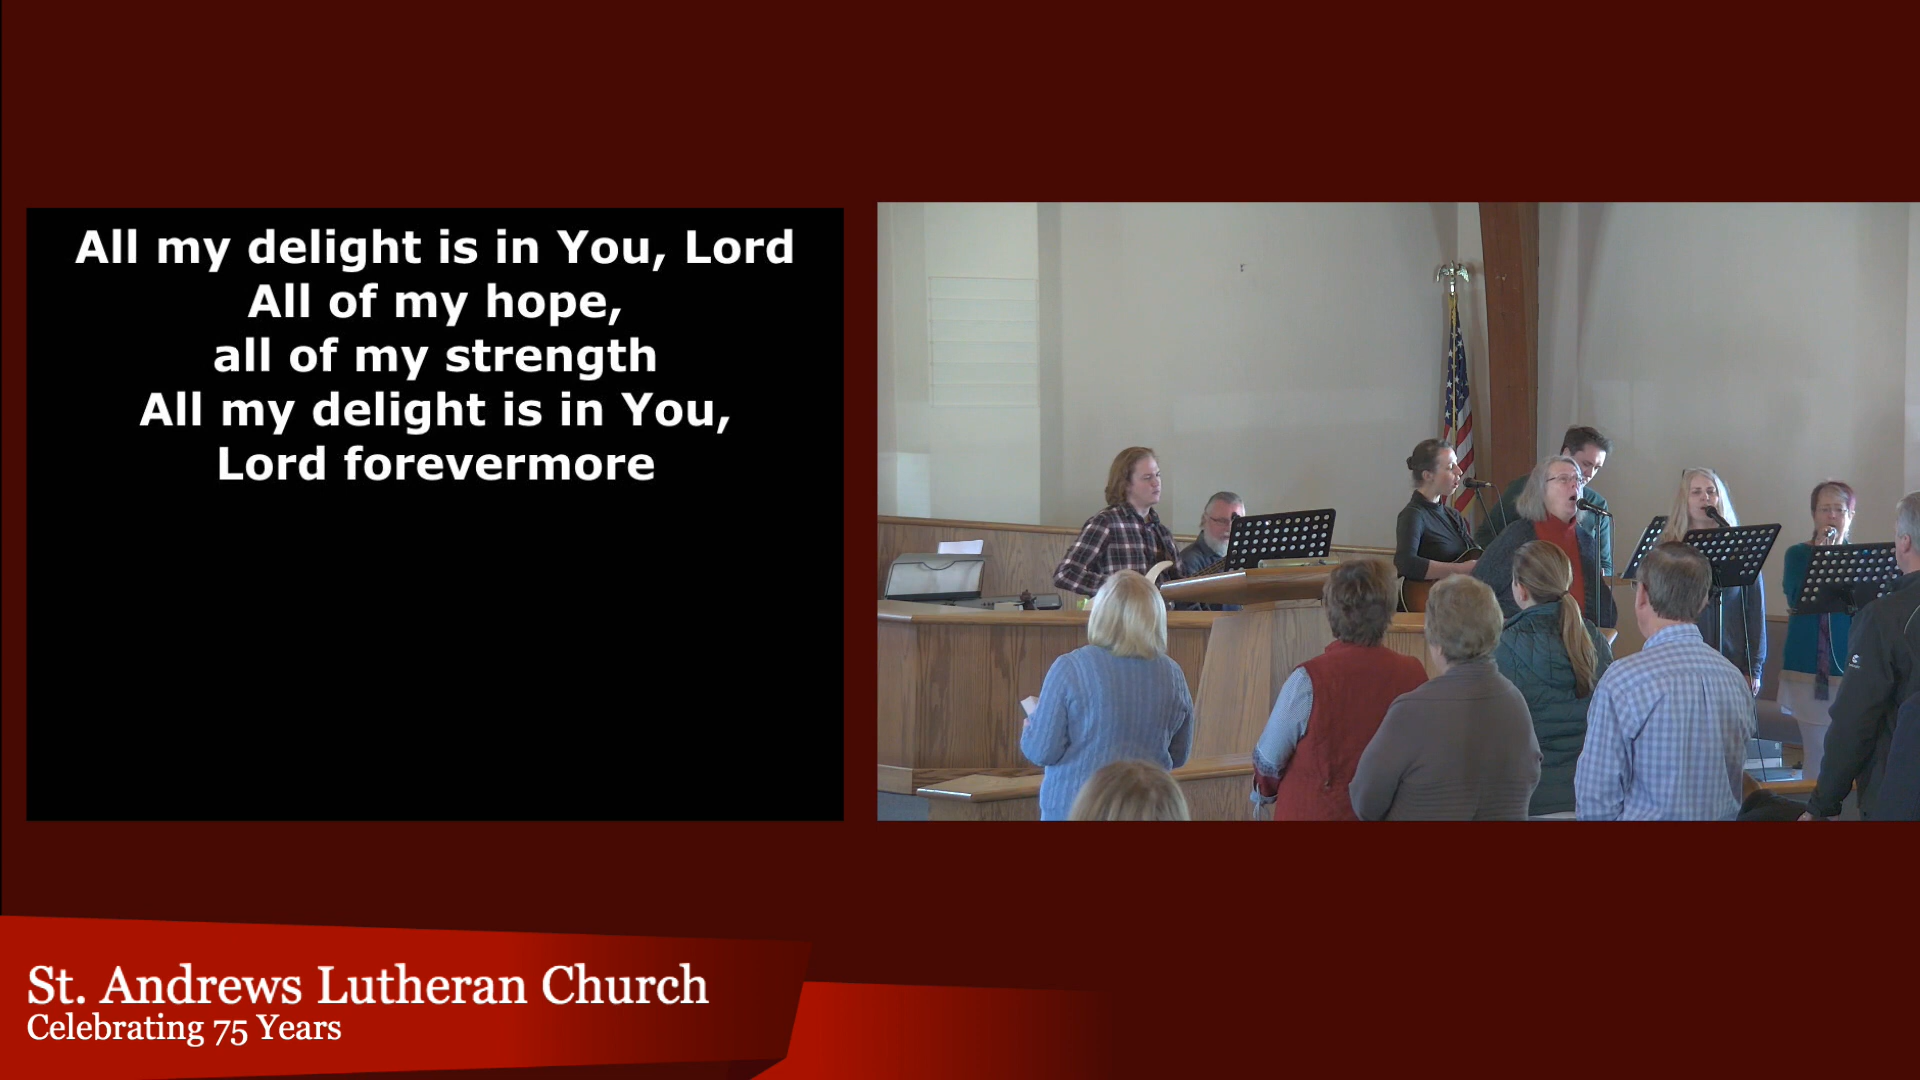 All my delight is in You, Lord
All of my hope,
all of my strength
All my delight is in You,
Lord forevermore
St. Andrews Lutheran Church
Celebrating 75 Years